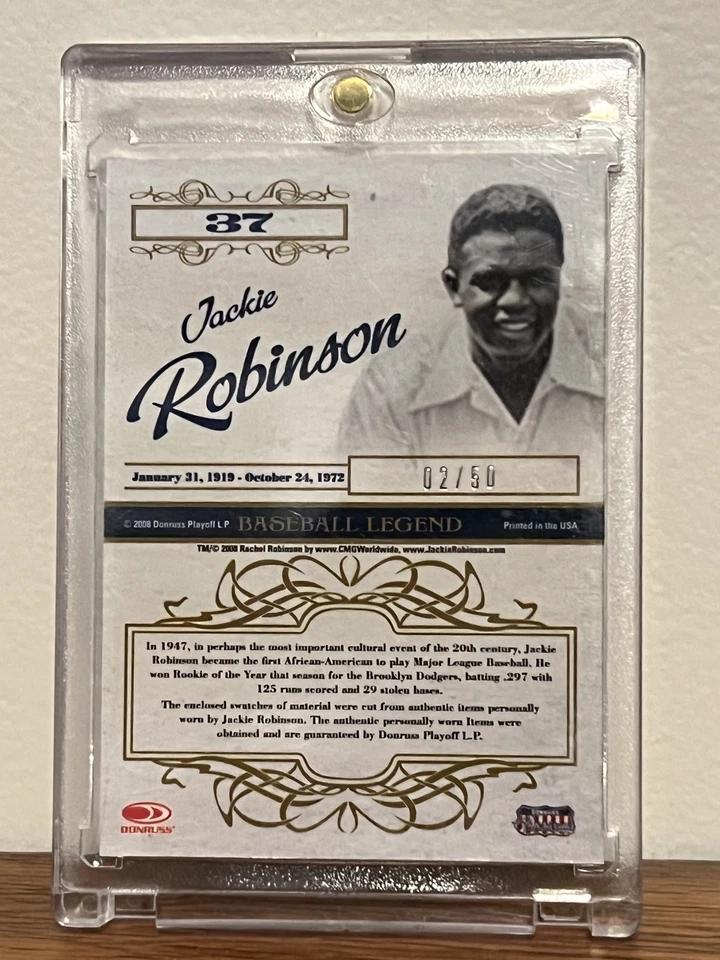 37
Jackie
Robinson
January 31, 1919 - October 24, 1972
02/50
© 2008 Donruss Playoff L P BASEBALL LEGEND Printed in the USA
TM/© 2008 Rachel Robinson by www.CMGWorldwide, www.JackieRobinson.com
In 1947, in perhaps the most important cultural event of the 20th century, Jackie
Robinson became the first African-American to play Major League Baseball. He
won Rookie of the Year that season for the Brooklyn Dodgers, batting .297 with
125 runs scored and 29 stolen bases.
The enclosed swatches of material were cut from authentic items personally
worn by Jackie Robinson. The authentic personally worn Items were
obtained and are guaranteed by Donruss Playoff L.P.
DONRUSS